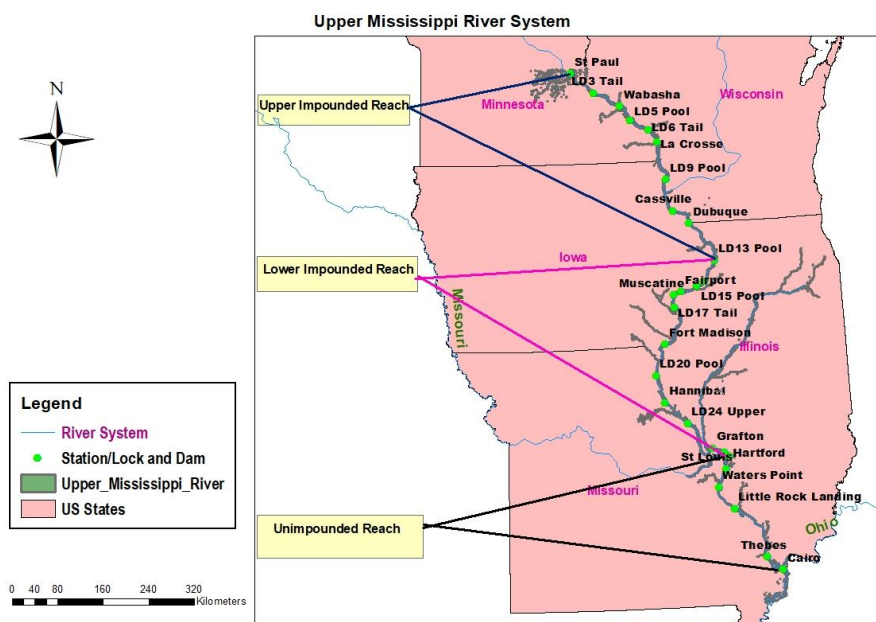 Upper Mississippi River System
N
St Paul
LD3 Tail
Upper Impounded Reach
Minnesota
Wabasha
Wisconsin
LD5 Pool
LD6 Tail
La Crosse
LD9 Pool
Cassville
Dubuque
LD13 Pool
Lower Impounded Reach
Iowa
Missouri
Muscatine
Fairport
LD15 Pool
LD17 Tail
Fort Madison
Illinois
LD20 Pool
Hannibal
LD24 Upper
Grafton
Hartford
St Louis
Waters Point
Missouri
Little Rock Landing
Unimpounded Reach
Ohio
Thebes
Cairo
Legend
River System
Station/Lock and Dam
Upper_Mississippi_River
US States
0 40 80 160 240 320
Kilometers